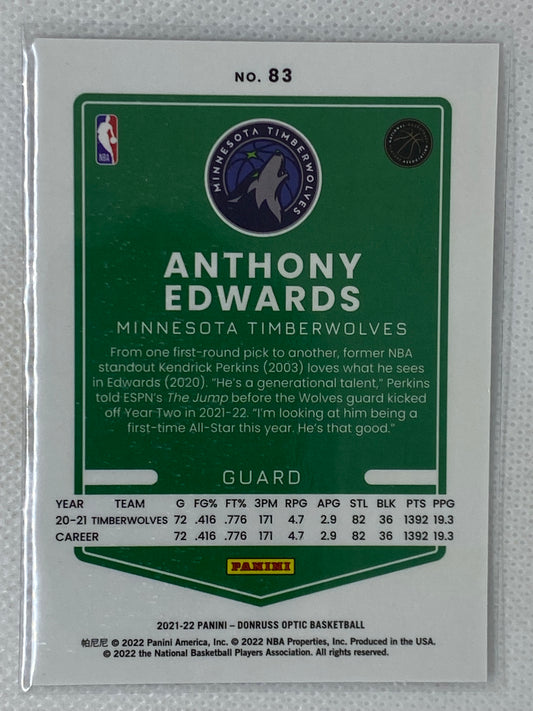 NO. 83
NBA
MINNESOTA TIMBERWOLVES
ANTHONY
EDWARDS
MINNESOTA TIMBERWOLVES
From one first-round pick to another, former NBA
standout Kendrick Perkins (2003) loves what he sees
in Edwards (2020). "He's a generational talent," Perkins
told ESPN's The Jump before the Wolves guard kicked
off Year Two in 2021-22. "I'm looking at him being a
first-time All-Star this year. He's that good."
GUARD
YEAR TEAM G FG% FT% 3PM RPG APG STL BLK PTS PPG
20-21 TIMBERWOLVES 72 .416 .776 171 4.7 2.9 82 36 1392 19.3
CAREER 72 .416 .776 171 4.7 2.9 82 36 1392 19.3
PANINI
2021-22 PANINI – DONRUSS OPTIC BASKETBALL
帕尼尼 © 2022 Panini America, Inc. © 2022 NBA Properties, Inc. Produced in the USA.
© 2022 the National Basketball Players Association. All rights reserved.